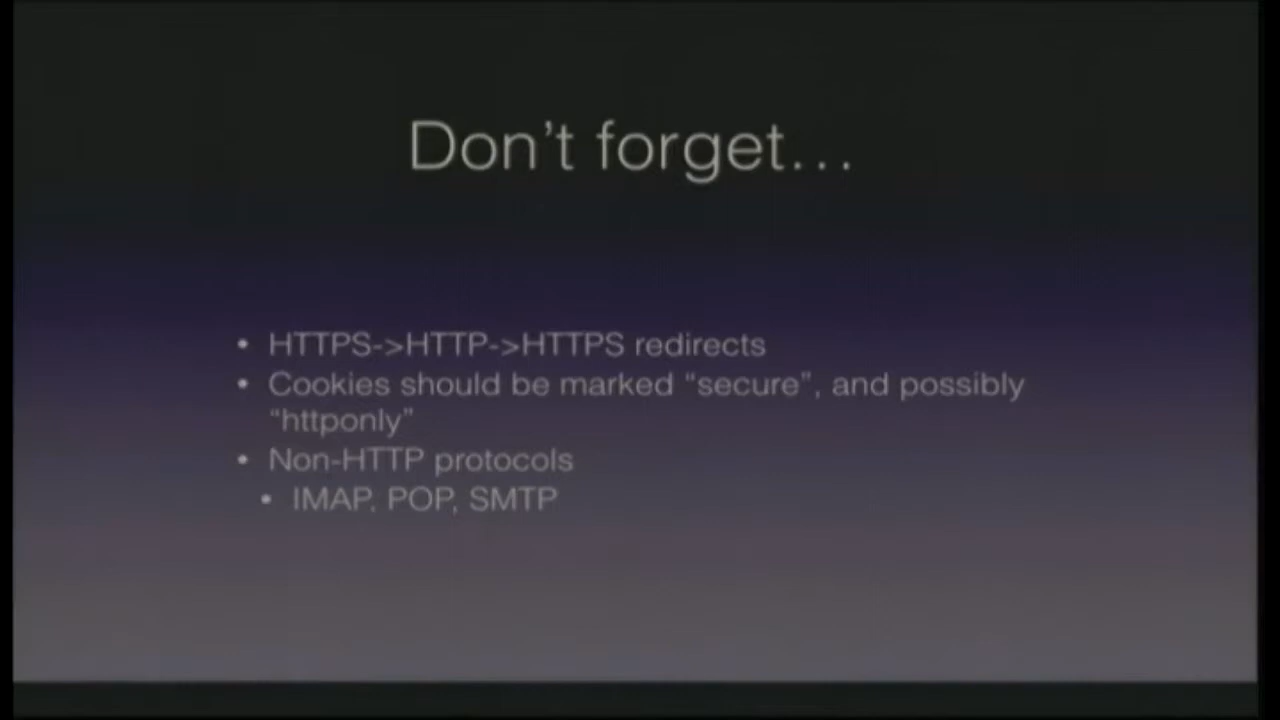 Don't forget...
• HTTPS->HTTP->HTTPS redirects
• Cookies should be marked “secure”, and possibly
“httponly”
• Non-HTTP protocols
• IMAP, POP, SMTP